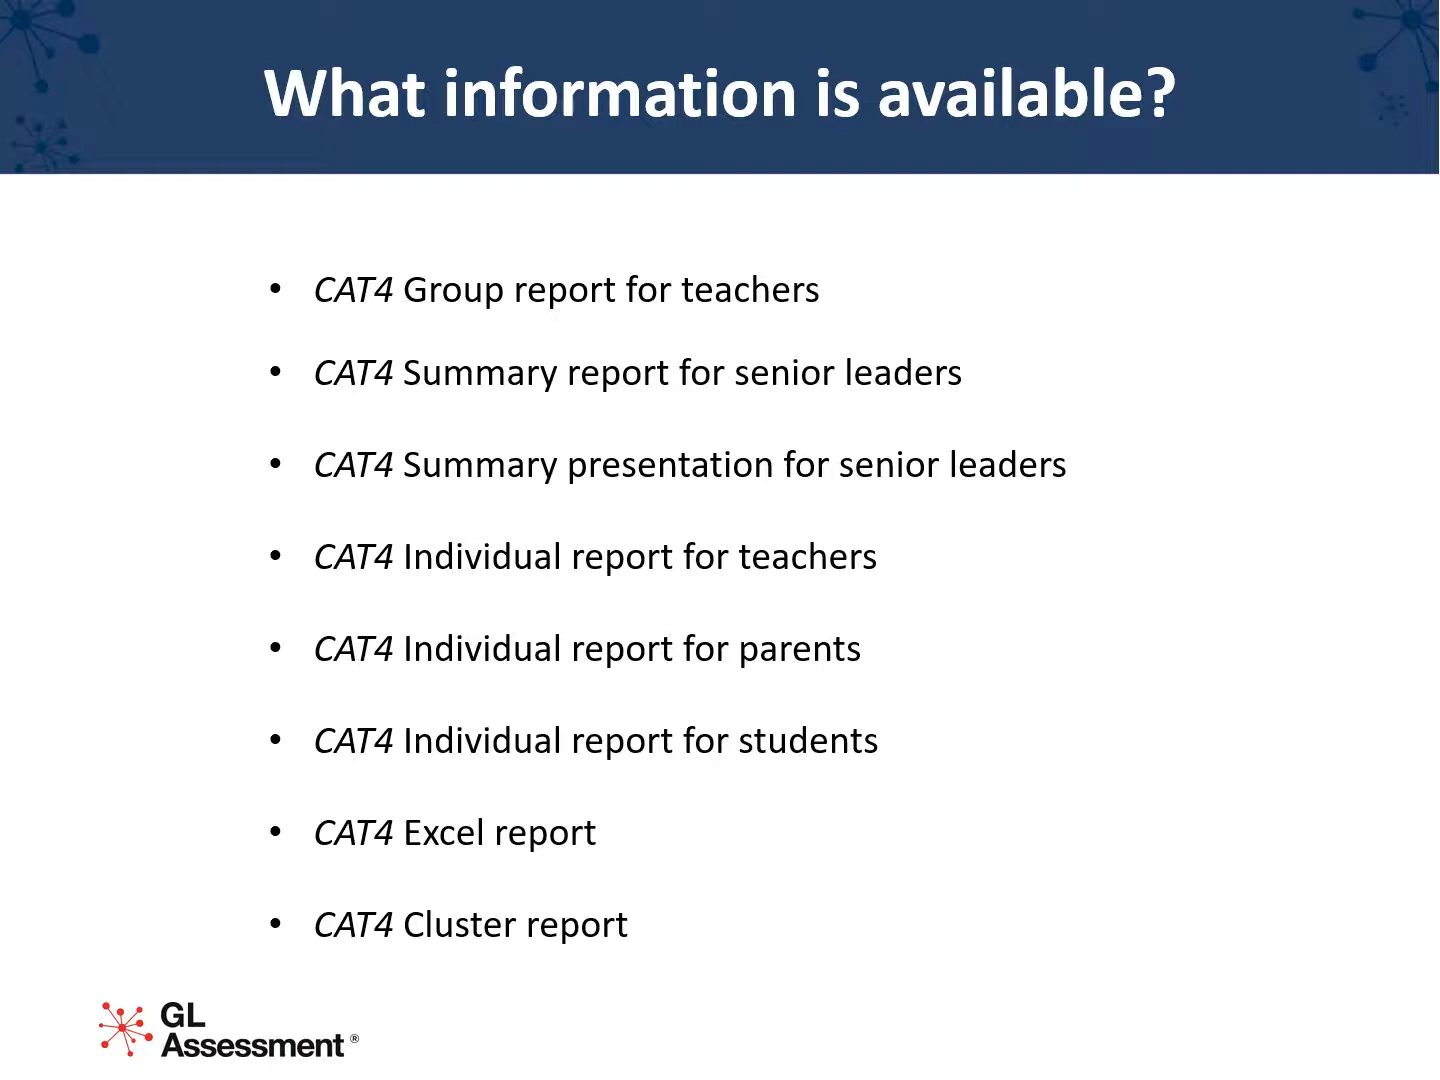 What information is available?
• CAT4 Group report for teachers
• CAT4 Summary report for senior leaders
• CAT4 Summary presentation for senior leaders
• CAT4 Individual report for teachers
• CAT4 Individual report for parents
• CAT4 Individual report for students
• CAT4 Excel report
• CAT4 Cluster report
GL
Assessment®